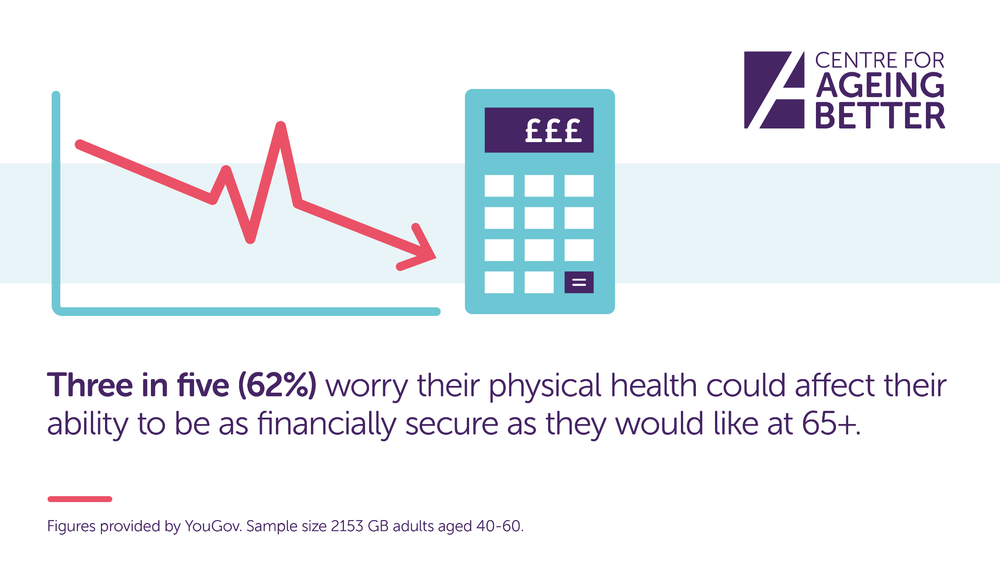 CENTRE FOR
AGEING
BETTER
£££
=
Three in five (62%) worry their physical health could affect their
ability to be as financially secure as they would like at 65+.
Figures provided by YouGov. Sample size 2153 GB adults aged 40-60.